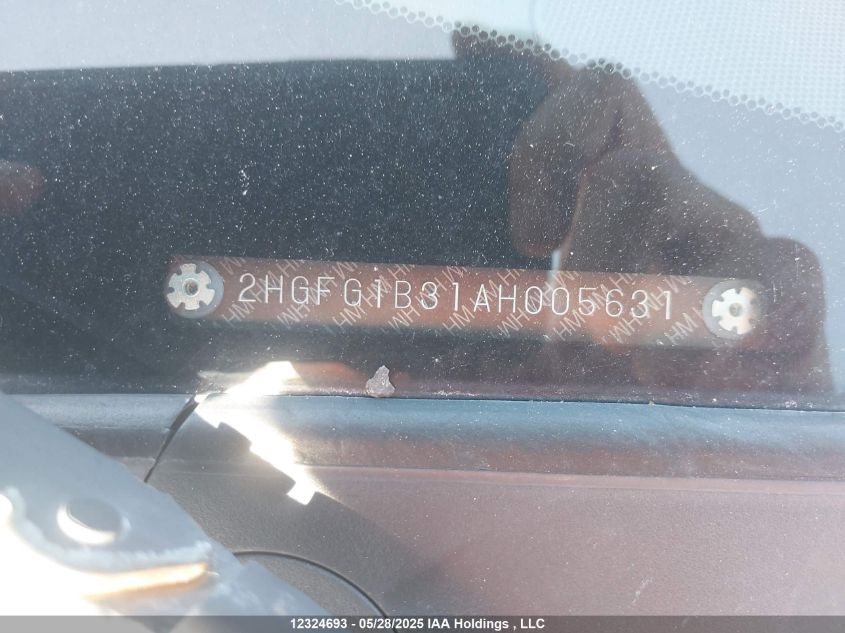 2HGFG1B31AH005631
12324693 - 05/28/2025 IAA Holdings , LLC